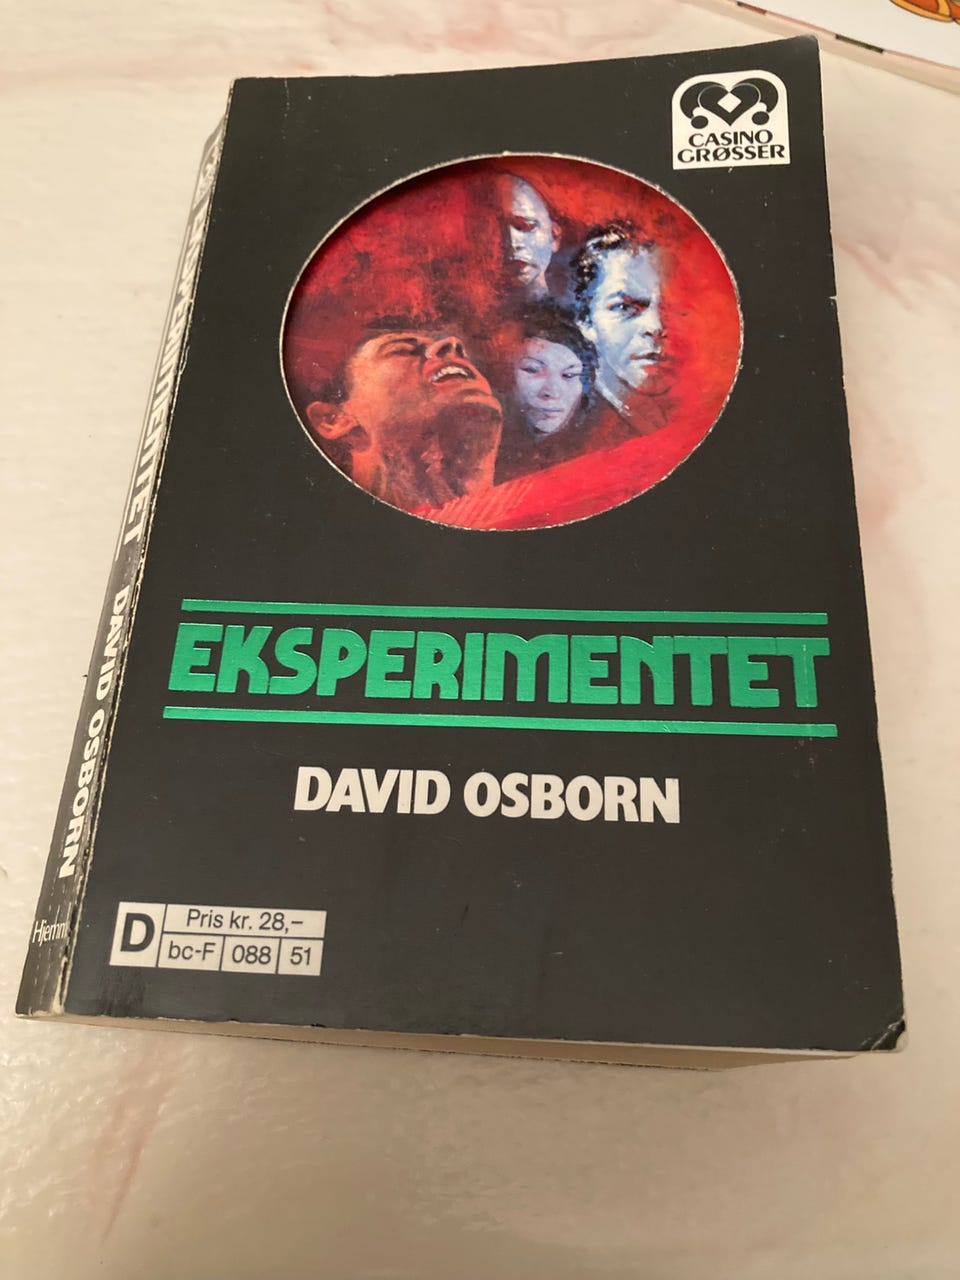 CASINO
GRØSSER
EKSPERIMENTET
DAVID OSBORN
D
Pris kr. 28,–
bc-F 088 51
EKSPERIMENTET DAVID OSBORN